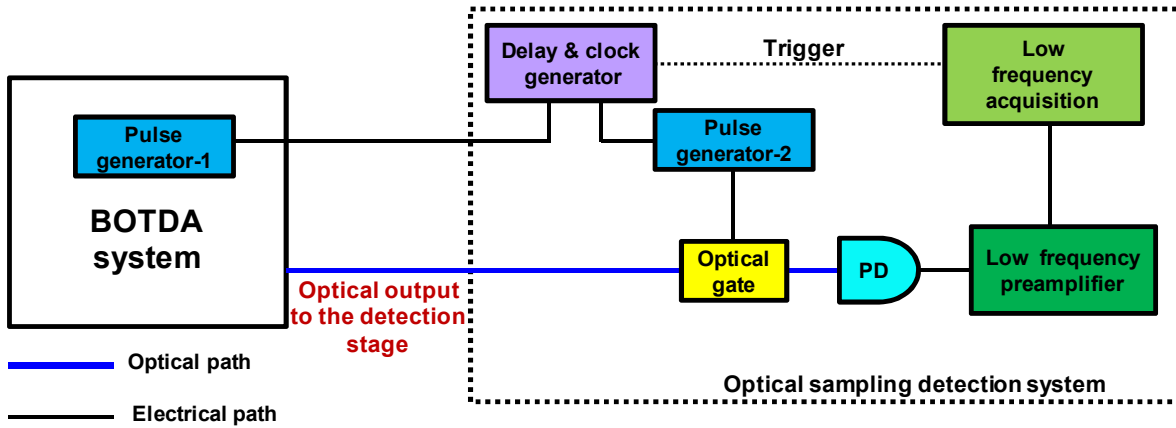 Delay & clock
generator
Trigger
Low
frequency
acquisition
Pulse
generator-1
Pulse
generator-2
BOTDA
system
Optical
gate
PD
Low frequency
preamplifier
Optical output
to the detection
stage
Optical path
Electrical path
Optical sampling detection system